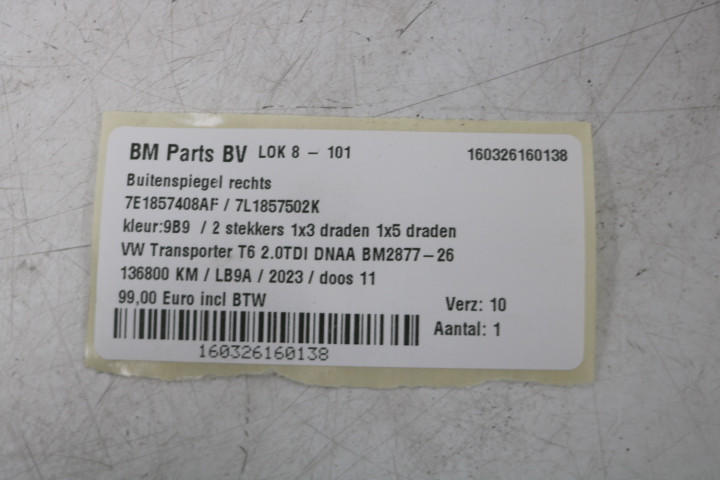 BM Parts BV LOK 8 - 101 160326160138
Buitenspiegel rechts
7E1857408AF / 7L1857502K
kleur:9B9 / 2 stekkers 1x3 draden 1x5 draden
VW Transporter T6 2.0TDI DNAA BM2877-26
136800 KM / LB9A / 2023 / doos 11
99,00 Euro incl BTW
Verz: 10
Aantal: 1
160326160138